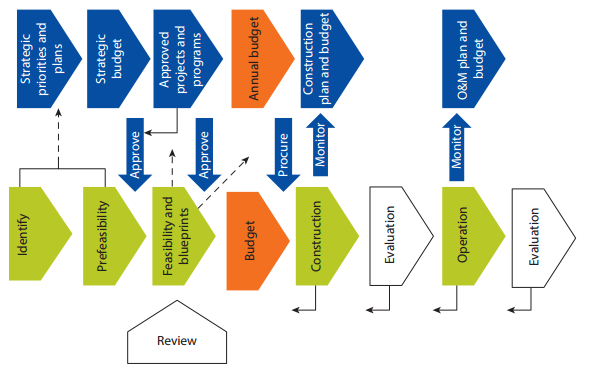 Strategic
priorities and
plans
Strategic
budget
Approved
projects and
programs
Annual budget
Construction
plan and budget
O&M plan and
budget
Approve
Approve
Procure
Monitor
Monitor
Identify
Prefeasibility
Feasibility and
blueprints
Budget
Construction
Evaluation
Operation
Evaluation
Review